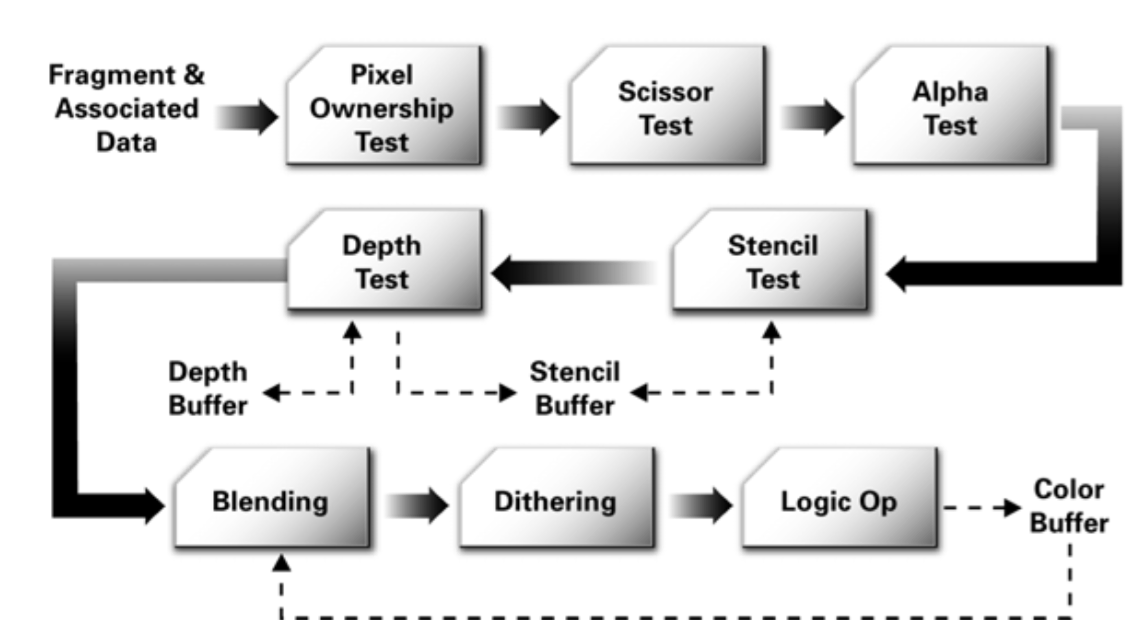 Fragment &
Associated
Data
Pixel
Ownership
Test
Scissor
Test
Alpha
Test
Depth
Test
Stencil
Test
Depth
Buffer
Stencil
Buffer
Blending
Dithering
Logic Op
Color
Buffer